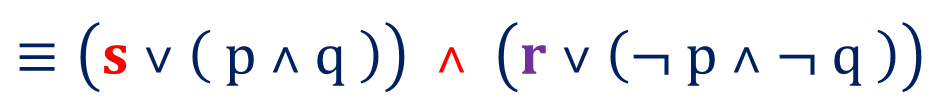 ≡ (s ∨ ( p ∧ q )) ∧ (r ∨ (¬ p ∧ ¬ q ))